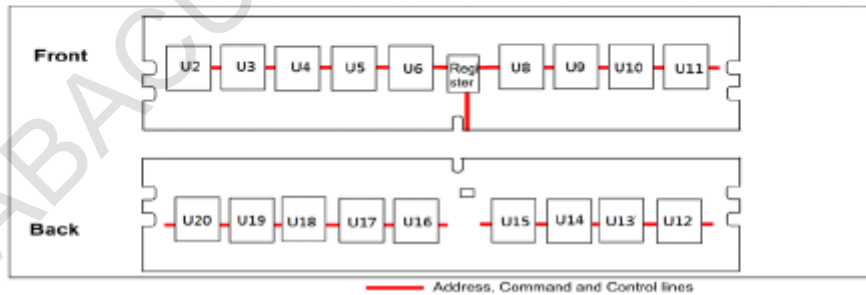 Front
U2 U3 U4 U5 U6 Regi U8 U9 U10 U11
ster
Back
U20 U19 U18 U17 U16 U15 U14 U13 U12
Address, Command and Control lines
ABACU